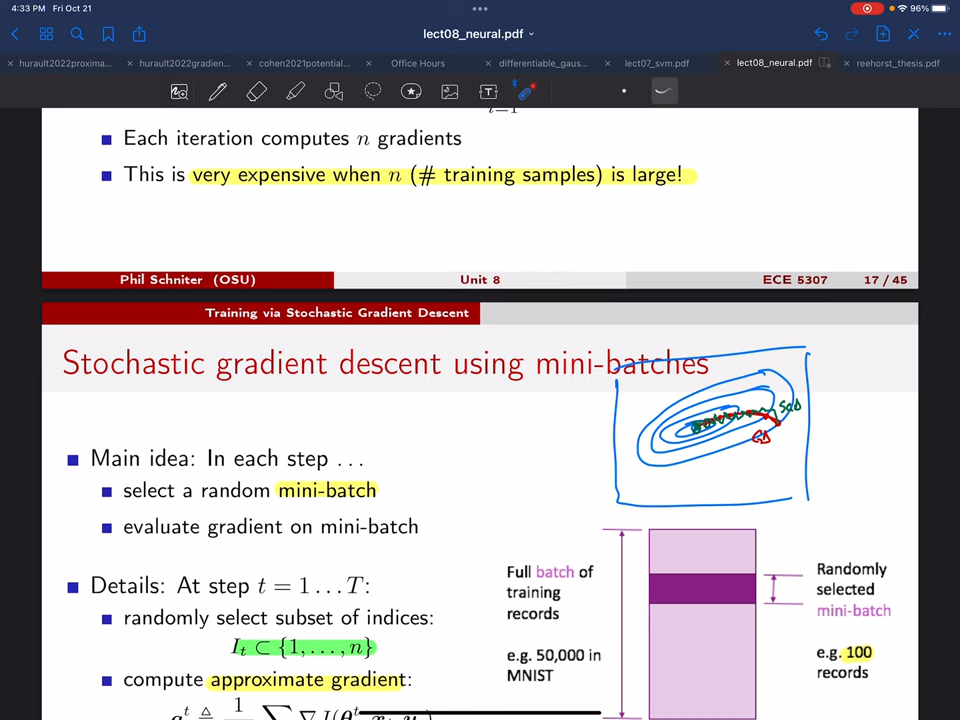 4:33 PM Fri Oct 21
96%
lect08_neural.pdf
hurault2022proxima...
hurault2022gradien...
cohen2021potential...
Office Hours
differentiable_gaus...
lect07_svm.pdf
lect08_neural.pdf
reehorst_thesis.pdf
i=1
Each iteration computes n gradients
This is very expensive when n (# training samples) is large!
Phil Schniter (OSU) Unit 8 ECE 5307 17 / 45
Training via Stochastic Gradient Descent
Stochastic gradient descent using mini-batches
SGD
GD
Main idea: In each step ...
select a random mini-batch
evaluate gradient on mini-batch
Details: At step t = 1...T:
randomly select subset of indices:
I_t ⊂ {1,...,n}
compute approximate gradient:
Full batch of
training
records
e.g. 50,000 in
MNIST
Randomly
selected
mini-batch
e.g. 100
records